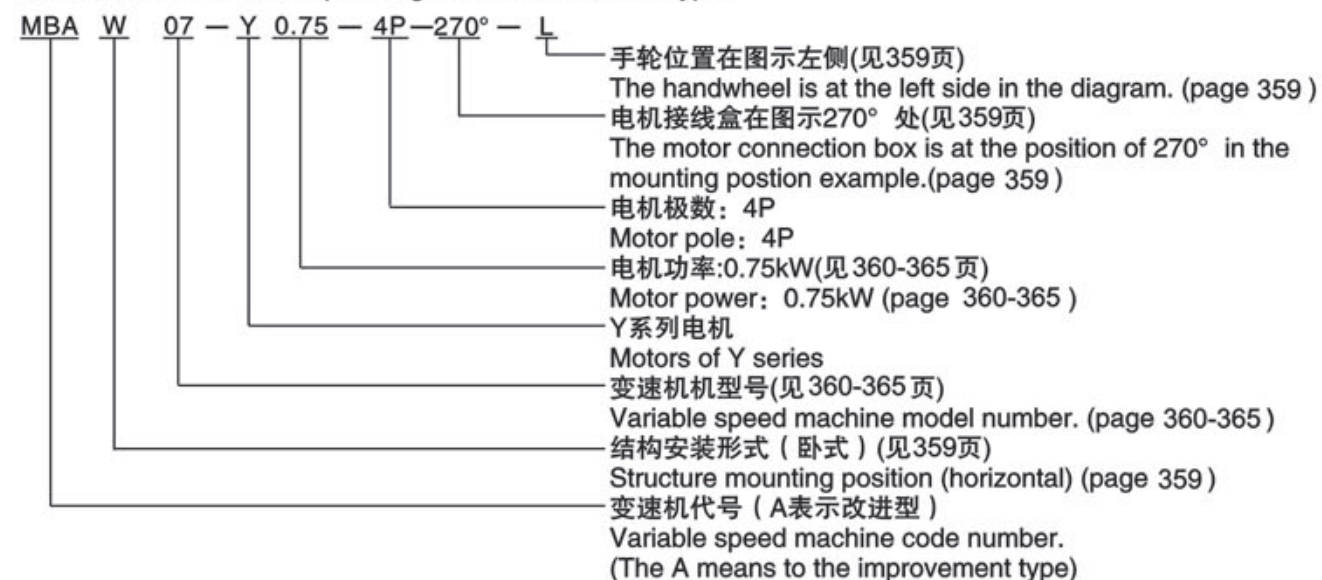 MBA W 07 — Y 0.75 — 4P—270° — L
手轮位置在图示左侧(见359页)
The handwheel is at the left side in the diagram. (page 359 )
电机接线盒在图示270° 处(见359页)
The motor connection box is at the position of 270° in the
mounting postion example.(page 359 )
电机极数：4P
Motor pole：4P
电机功率:0.75kW(见 360-365 页)
Motor power：0.75kW (page 360-365 )
Y系列电机
Motors of Y series
变速机机型号(见 360-365 页)
Variable speed machine model number. (page 360-365 )
结构安装形式（卧式）(见359页)
Structure mounting position (horizontal) (page 359 )
变速机代号（A表示改进型）
Variable speed machine code number.
(The A means to the improvement type)